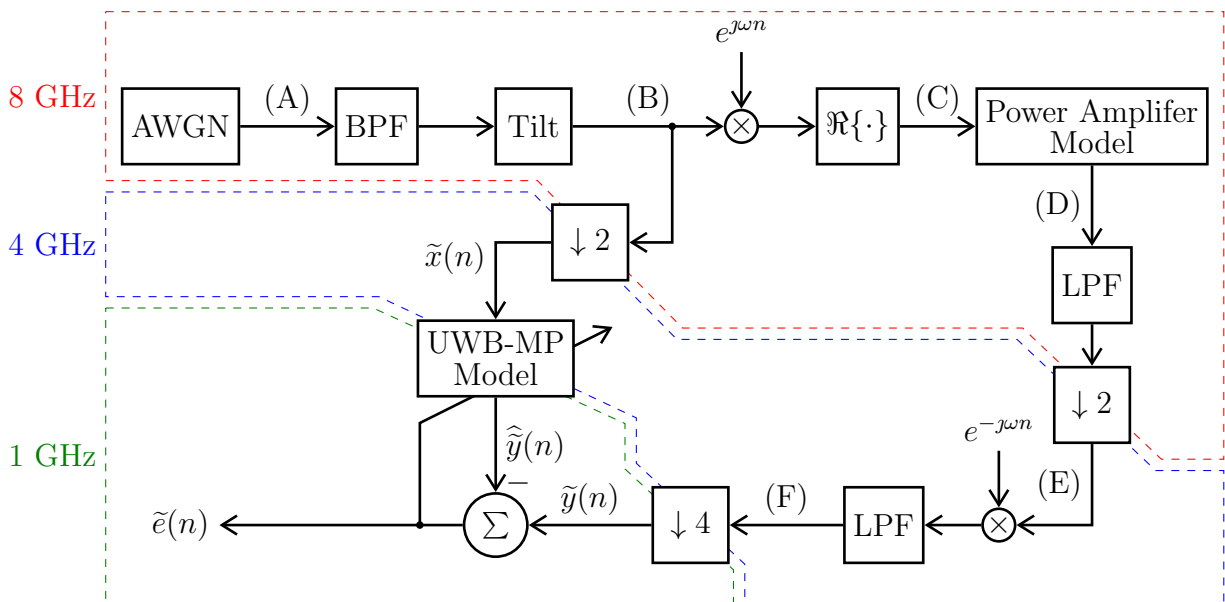 e^{ȷωn}
8 GHz
(A)
(B)
(C)
AWGN
BPF
Tilt
×
ℜ{·}
Power Amplifer
Model
(D)
4 GHz
↓ 2
x̃(n)
LPF
UWB-MP
Model
↓ 2
1 GHz
ŷ̃(n)
e^{−ȷωn}
(E)
−
ẽ(n)
Σ
ỹ(n)
↓ 4
(F)
LPF
×